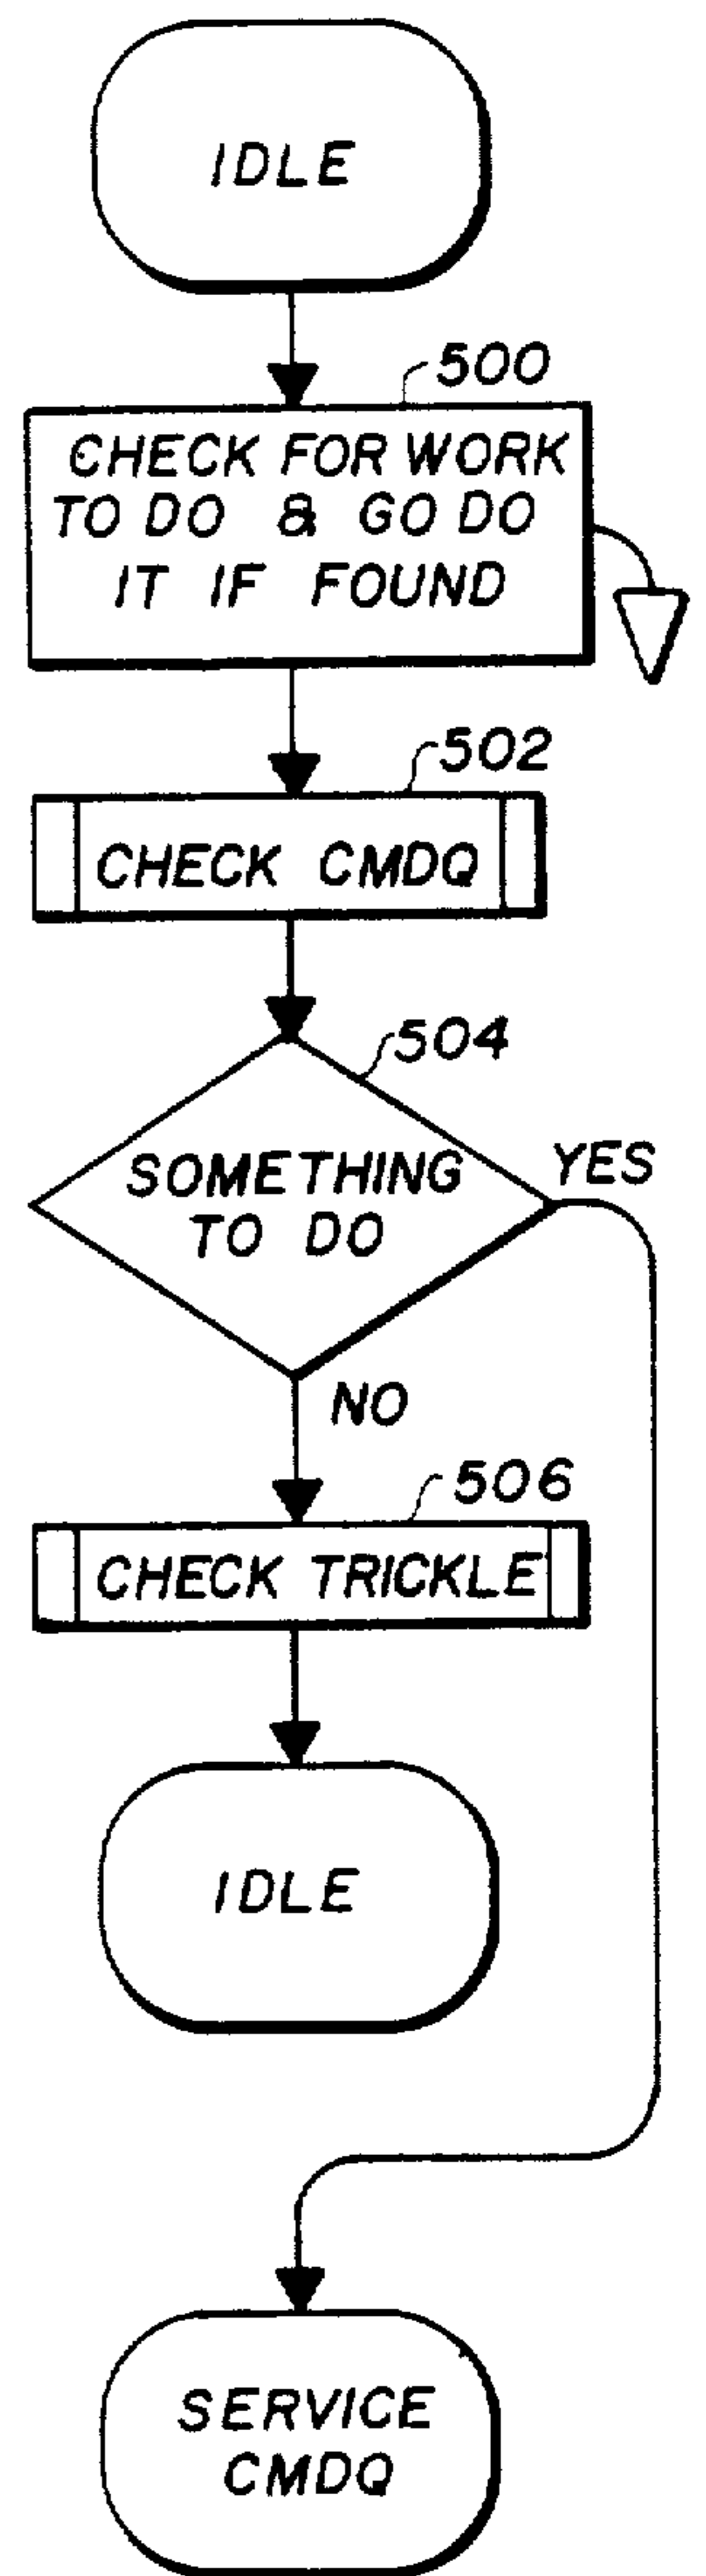 IDLE
500
CHECK FOR WORK
TO DO & GO DO
IT IF FOUND
502
CHECK CMDQ
504
SOMETHING
TO DO
YES
NO
506
CHECK TRICKLE
IDLE
SERVICE
CMDQ